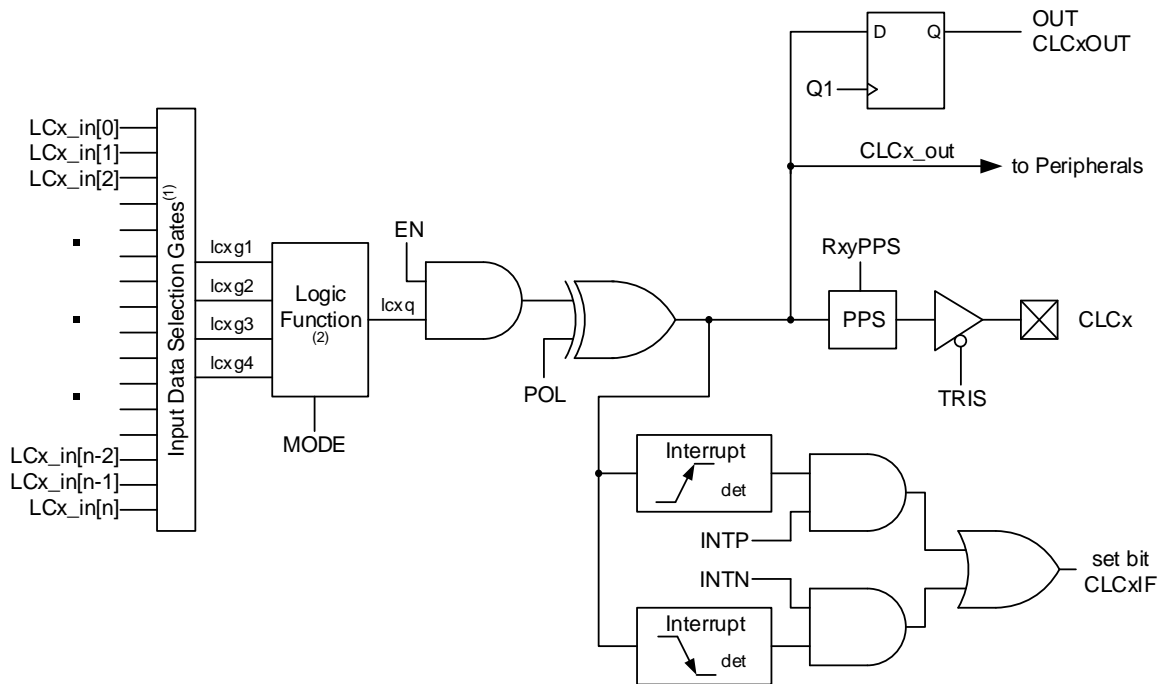 OUT
CLCxOUT
D
Q
Q1
CLCx_out
to Peripherals
LCx_in[0]
LCx_in[1]
LCx_in[2]
LCx_in[n-2]
LCx_in[n-1]
LCx_in[n]
Input Data Selection Gates(1)
lcxg1
lcxg2
lcxg3
lcxg4
Logic
Function
(2)
MODE
lcxq
EN
POL
RxyPPS
PPS
TRIS
CLCx
Interrupt
det
INTP
INTN
Interrupt
det
set bit
CLCxIF